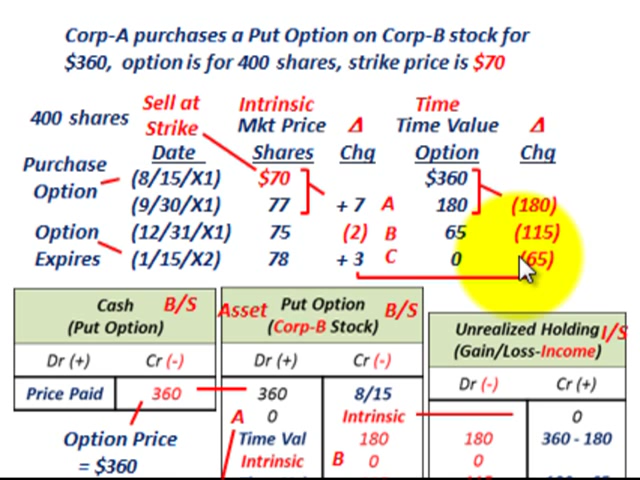 Corp-A purchases a Put Option on Corp-B stock for
$360, option is for 400 shares, strike price is $70
400 shares Sell at Strike Intrinsic Time
Mkt Price Δ Time Value Δ
Date Shares Chq Option Chq
Purchase Option (8/15/X1) $70 $360
(9/30/X1) 77 + 7 A 180 (180)
Option Expires (12/31/X1) 75 (2) B 65 (115)
(1/15/X2) 78 + 3 C 0 (65)
Cash B/S
(Put Option)
Dr (+) Cr (-)
Price Paid 360
Option Price
= $360
Asset Put Option B/S
(Corp-B Stock)
Dr (+) Cr (-)
360 8/15
A 0 Intrinsic
Time Val 180
Intrinsic B 0
Unrealized Holding I/S
(Gain/Loss-Income)
Dr (-) Cr (+)
0
180 360 - 180
0